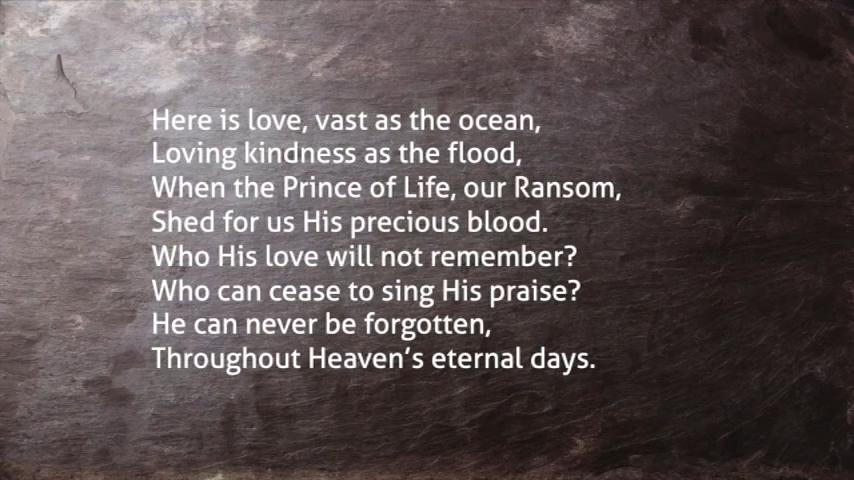 Here is love, vast as the ocean,
Loving kindness as the flood,
When the Prince of Life, our Ransom,
Shed for us His precious blood.
Who His love will not remember?
Who can cease to sing His praise?
He can never be forgotten,
Throughout Heaven’s eternal days.